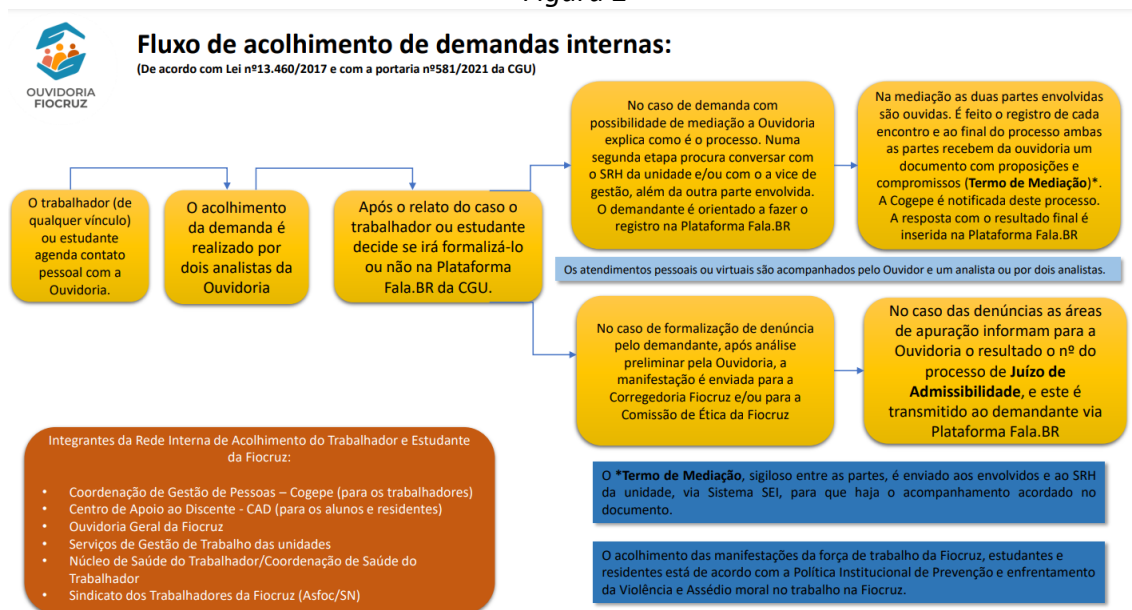 Fluxo de acolhimento de demandas internas:
(De acordo com Lei nº13.460/2017 e com a portaria nº581/2021 da CGU)
OUVIDORIA
FIOCRUZ
O trabalhador (de
qualquer vínculo)
ou estudante
agenda contato
pessoal com a
Ouvidoria.
O acolhimento
da demanda é
realizado por
dois analistas da
Ouvidoria
Após o relato do caso o
trabalhador ou estudante
decide se irá formalizá-lo
ou não na Plataforma
Fala.BR da CGU.
No caso de demanda com
possibilidade de mediação a Ouvidoria
explica como é o processo. Numa
segunda etapa procura conversar com
o SRH da unidade e/ou com o a vice de
gestão, além da outra parte envolvida.
O demandante é orientado a fazer o
registro na Plataforma Fala.BR
Na mediação as duas partes envolvidas
são ouvidas. É feito o registro de cada
encontro e ao final do processo ambas
as partes recebem da ouvidoria um
documento com proposições e
compromissos (Termo de Mediação)*.
A Cogepe é notificada deste processo.
A resposta com o resultado final é
inserida na Plataforma Fala.BR
Os atendimentos pessoais ou virtuais são acompanhados pelo Ouvidor e um analista ou por dois analistas.
No caso de formalização de denúncia
pelo demandante, após análise
preliminar pela Ouvidoria, a
manifestação é enviada para a
Corregedoria Fiocruz e/ou para a
Comissão de Ética da Fiocruz
No caso das denúncias as áreas
de apuração informam para a
Ouvidoria o resultado o nº do
processo de Juízo de
Admissibilidade, e este é
transmitido ao demandante via
Plataforma Fala.BR
Integrantes da Rede Interna de Acolhimento do Trabalhador e Estudante
da Fiocruz:
• Coordenação de Gestão de Pessoas – Cogepe (para os trabalhadores)
• Centro de Apoio ao Discente - CAD (para os alunos e residentes)
• Ouvidoria Geral da Fiocruz
• Serviços de Gestão de Trabalho das unidades
• Núcleo de Saúde do Trabalhador/Coordenação de Saúde do
Trabalhador
• Sindicato dos Trabalhadores da Fiocruz (Asfoc/SN)
O *Termo de Mediação, sigiloso entre as partes, é enviado aos envolvidos e ao SRH
da unidade, via Sistema SEI, para que haja o acompanhamento acordado no
documento.
O acolhimento das manifestações da força de trabalho da Fiocruz, estudantes e
residentes está de acordo com a Política Institucional de Prevenção e enfrentamento
da Violência e Assédio moral no trabalho na Fiocruz.